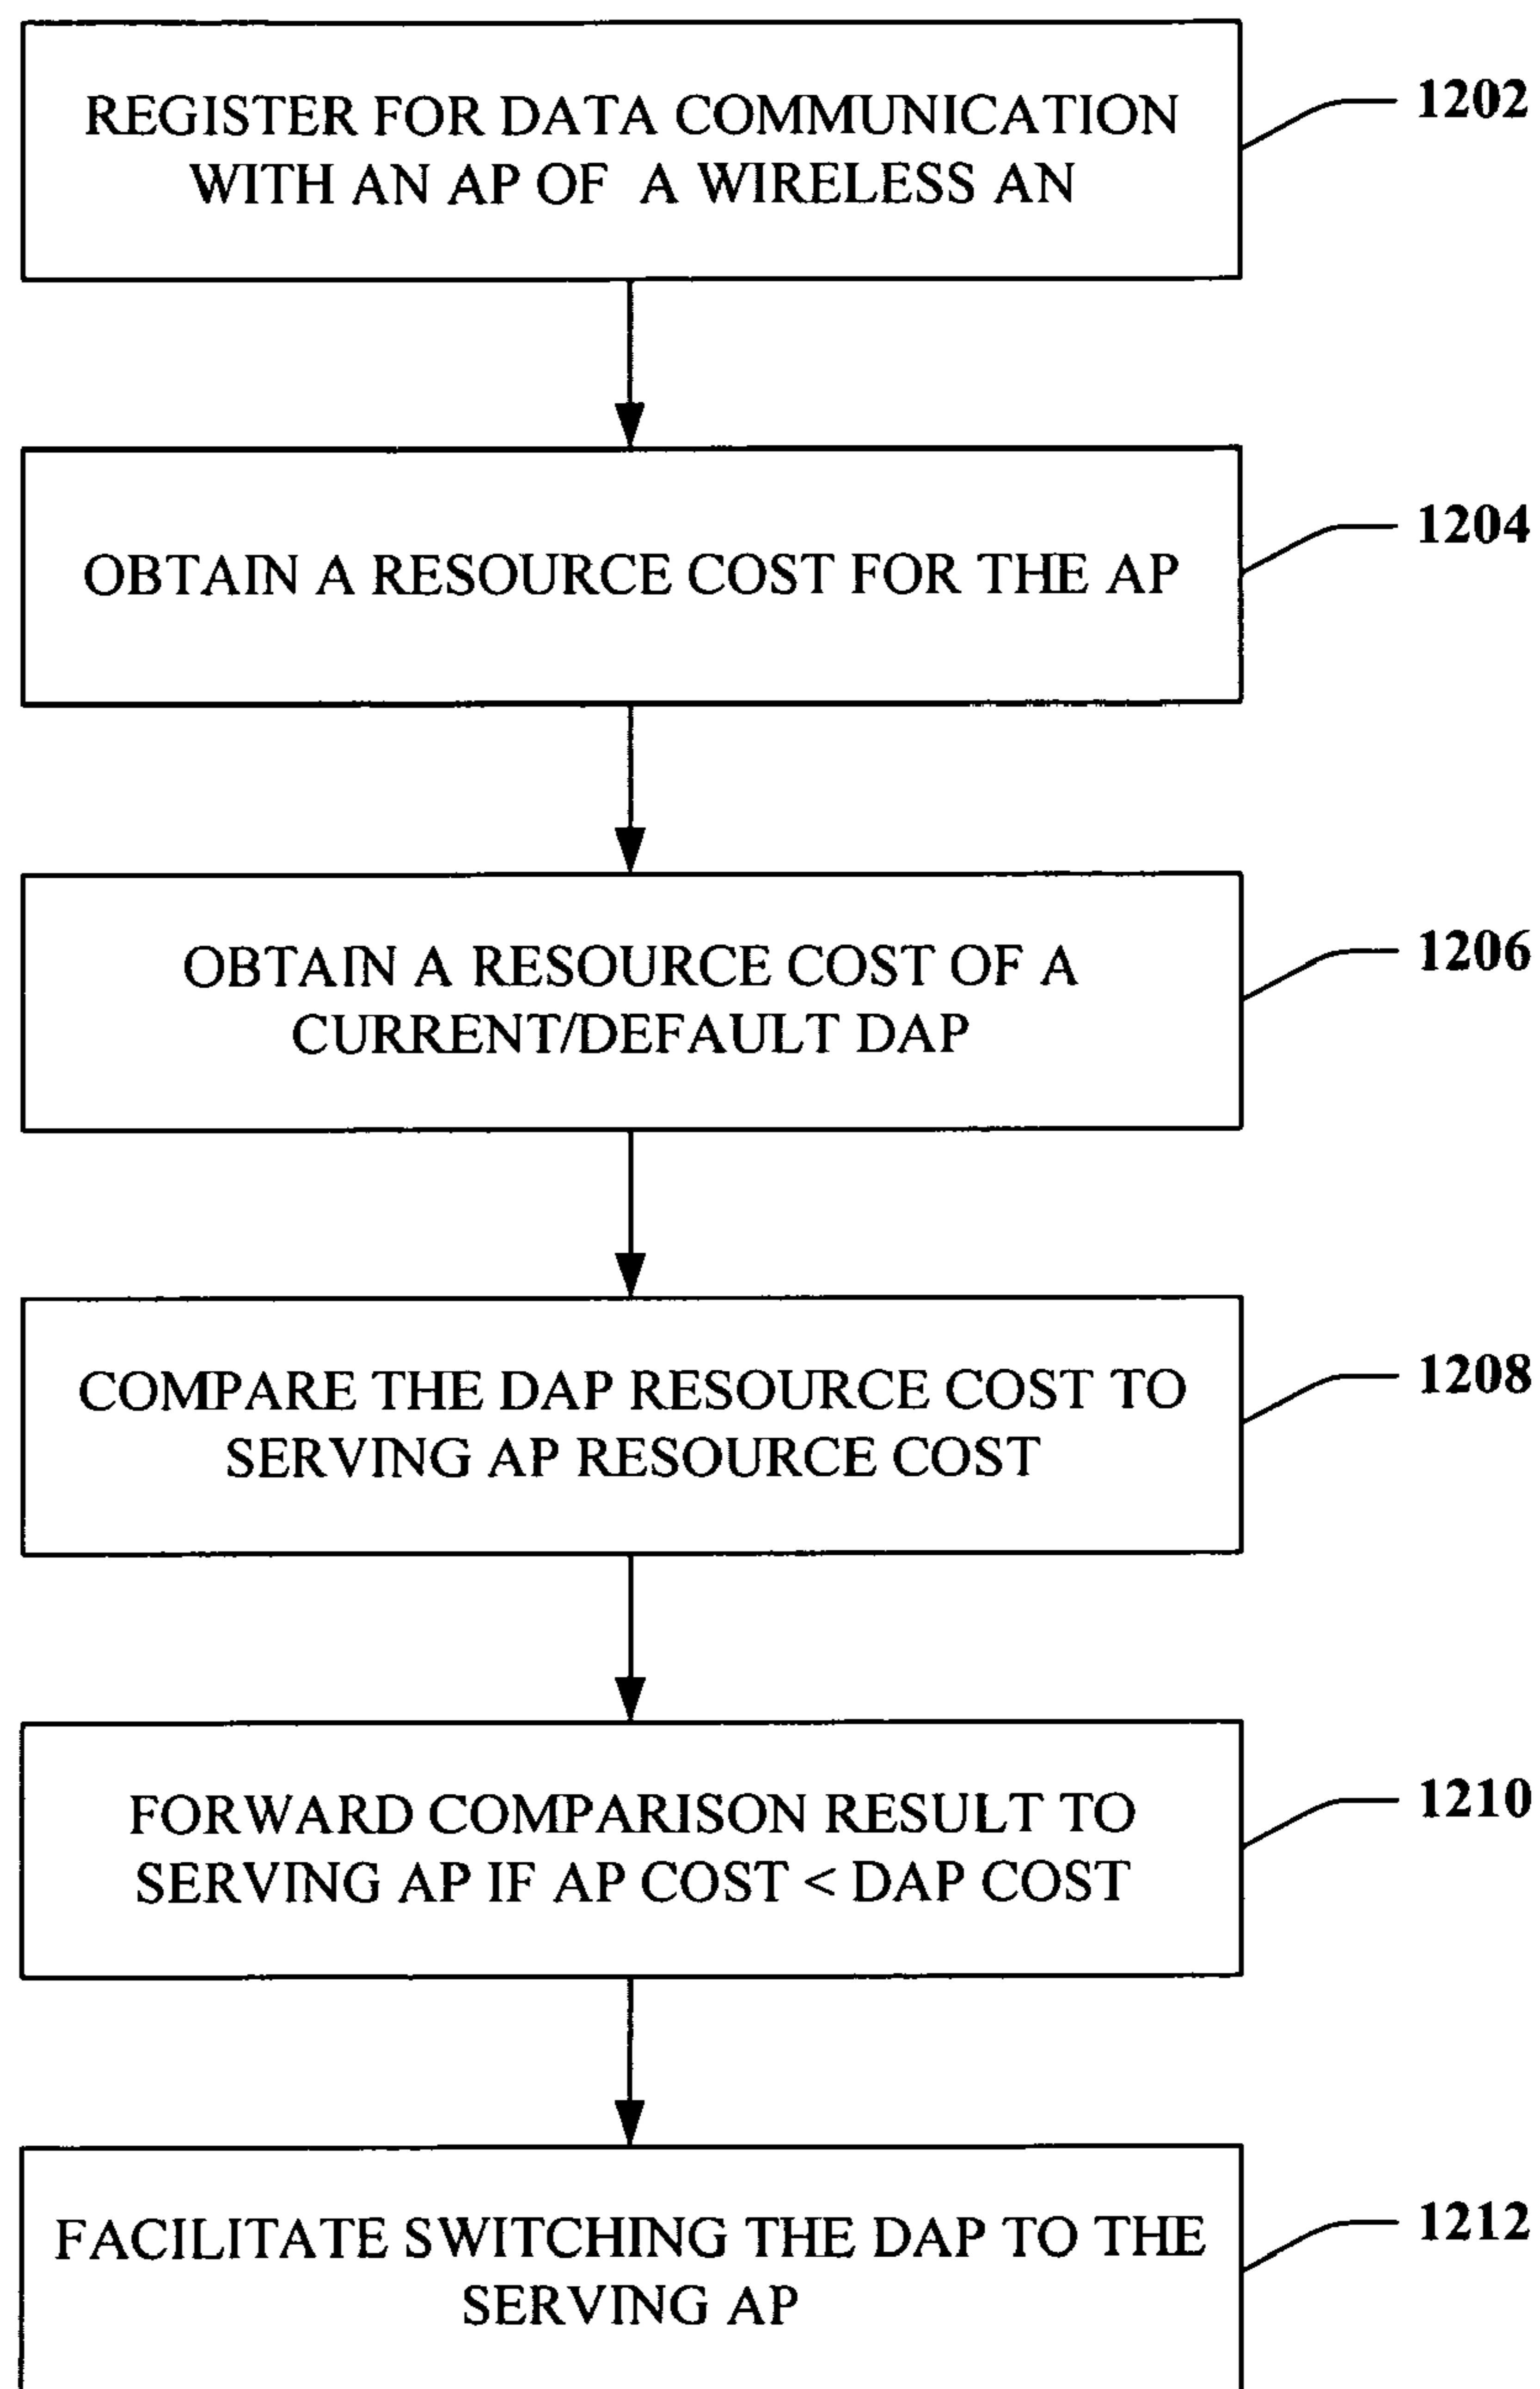 REGISTER FOR DATA COMMUNICATION
WITH AN AP OF A WIRELESS AN
1202
OBTAIN A RESOURCE COST FOR THE AP
1204
OBTAIN A RESOURCE COST OF A
CURRENT/DEFAULT DAP
1206
COMPARE THE DAP RESOURCE COST TO
SERVING AP RESOURCE COST
1208
FORWARD COMPARISON RESULT TO
SERVING AP IF AP COST < DAP COST
1210
FACILITATE SWITCHING THE DAP TO THE
SERVING AP
1212